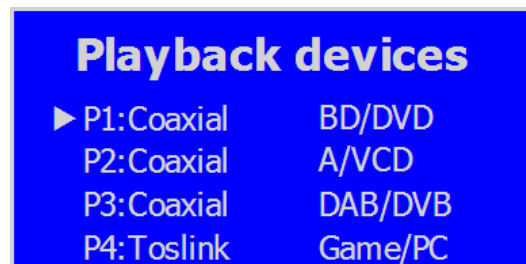 Playback devices
P1:Coaxial BD/DVD
P2:Coaxial A/VCD
P3:Coaxial DAB/DVB
P4:Toslink Game/PC